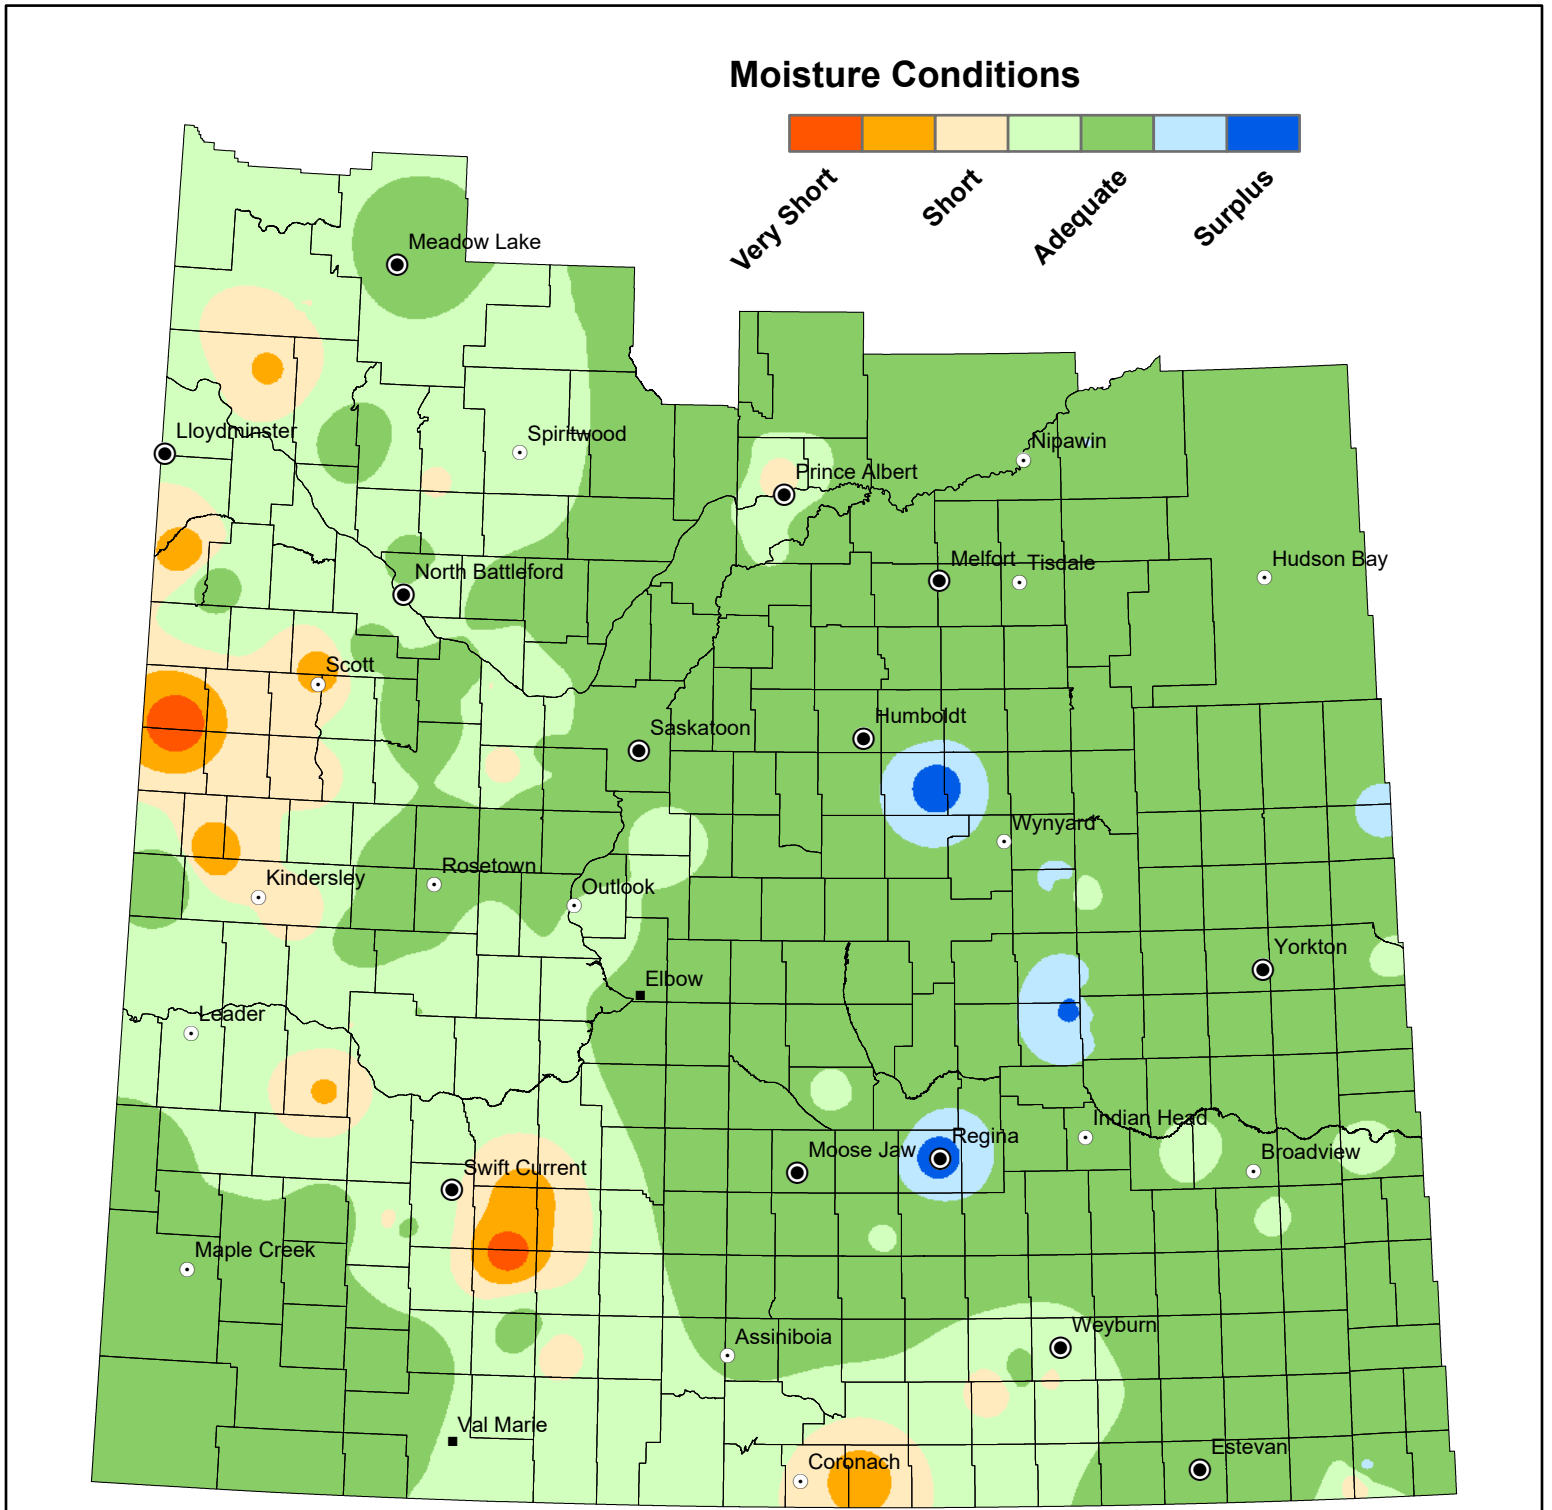 Moisture Conditions
Very Short
Short
Adequate
Surplus
Meadow Lake
Lloydminster
Spiritwood
Nipawin
Prince Albert
Melfort
Tisdale
Hudson Bay
North Battleford
Scott
Saskatoon
Humboldt
Wynyard
Rosetown
Kindersley
Outlook
Yorkton
Elbow
Leader
Indian Head
Regina
Moose Jaw
Broadview
Swift Current
Maple Creek
Weyburn
Assiniboia
Val Marie
Estevan
Coronach